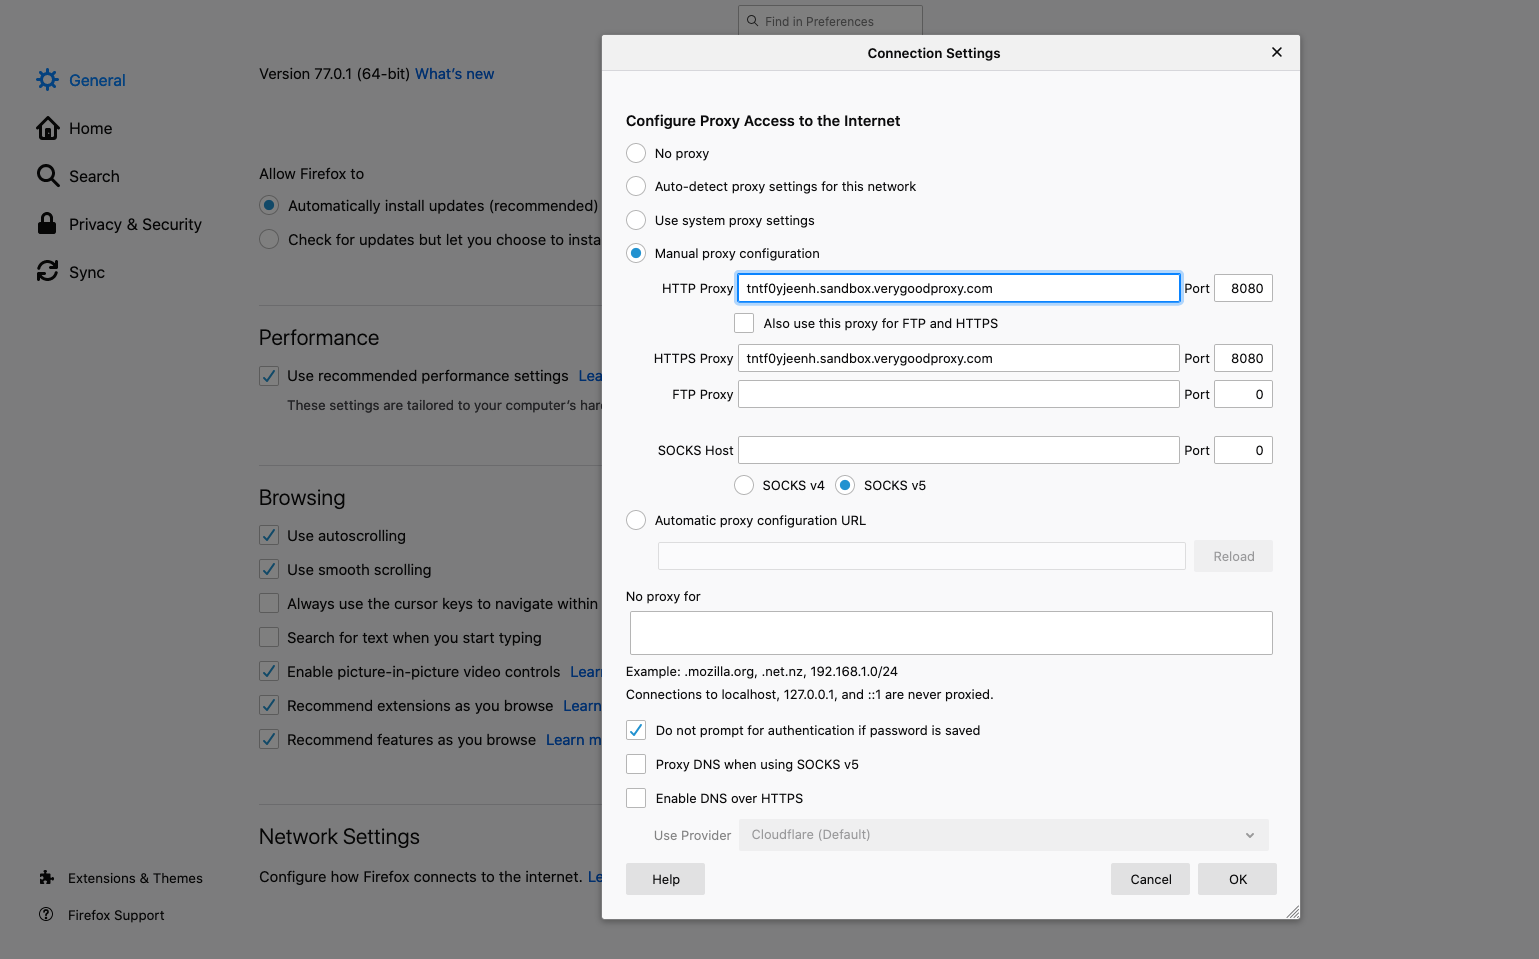 Find in Preferences
General
Home
Search
Privacy & Security
Sync
Extensions & Themes
Firefox Support
Version 77.0.1 (64-bit) What's new
Allow Firefox to
Automatically install updates (recommended)
Check for updates but let you choose to insta
Performance
Use recommended performance settings Lea
These settings are tailored to your computer's hard
Browsing
Use autoscrolling
Use smooth scrolling
Always use the cursor keys to navigate within
Search for text when you start typing
Enable picture-in-picture video controls Learn
Recommend extensions as you browse Learn
Recommend features as you browse Learn m
Network Settings
Configure how Firefox connects to the internet. Le
Connection Settings
Configure Proxy Access to the Internet
No proxy
Auto-detect proxy settings for this network
Use system proxy settings
Manual proxy configuration
HTTP Proxy tntf0yjeenh.sandbox.verygoodproxy.com Port 8080
Also use this proxy for FTP and HTTPS
HTTPS Proxy tntf0yjeenh.sandbox.verygoodproxy.com Port 8080
FTP Proxy Port 0
SOCKS Host Port 0
SOCKS v4 SOCKS v5
Automatic proxy configuration URL
Reload
No proxy for
Example: .mozilla.org, .net.nz, 192.168.1.0/24
Connections to localhost, 127.0.0.1, and ::1 are never proxied.
Do not prompt for authentication if password is saved
Proxy DNS when using SOCKS v5
Enable DNS over HTTPS
Use Provider Cloudflare (Default)
Help Cancel OK